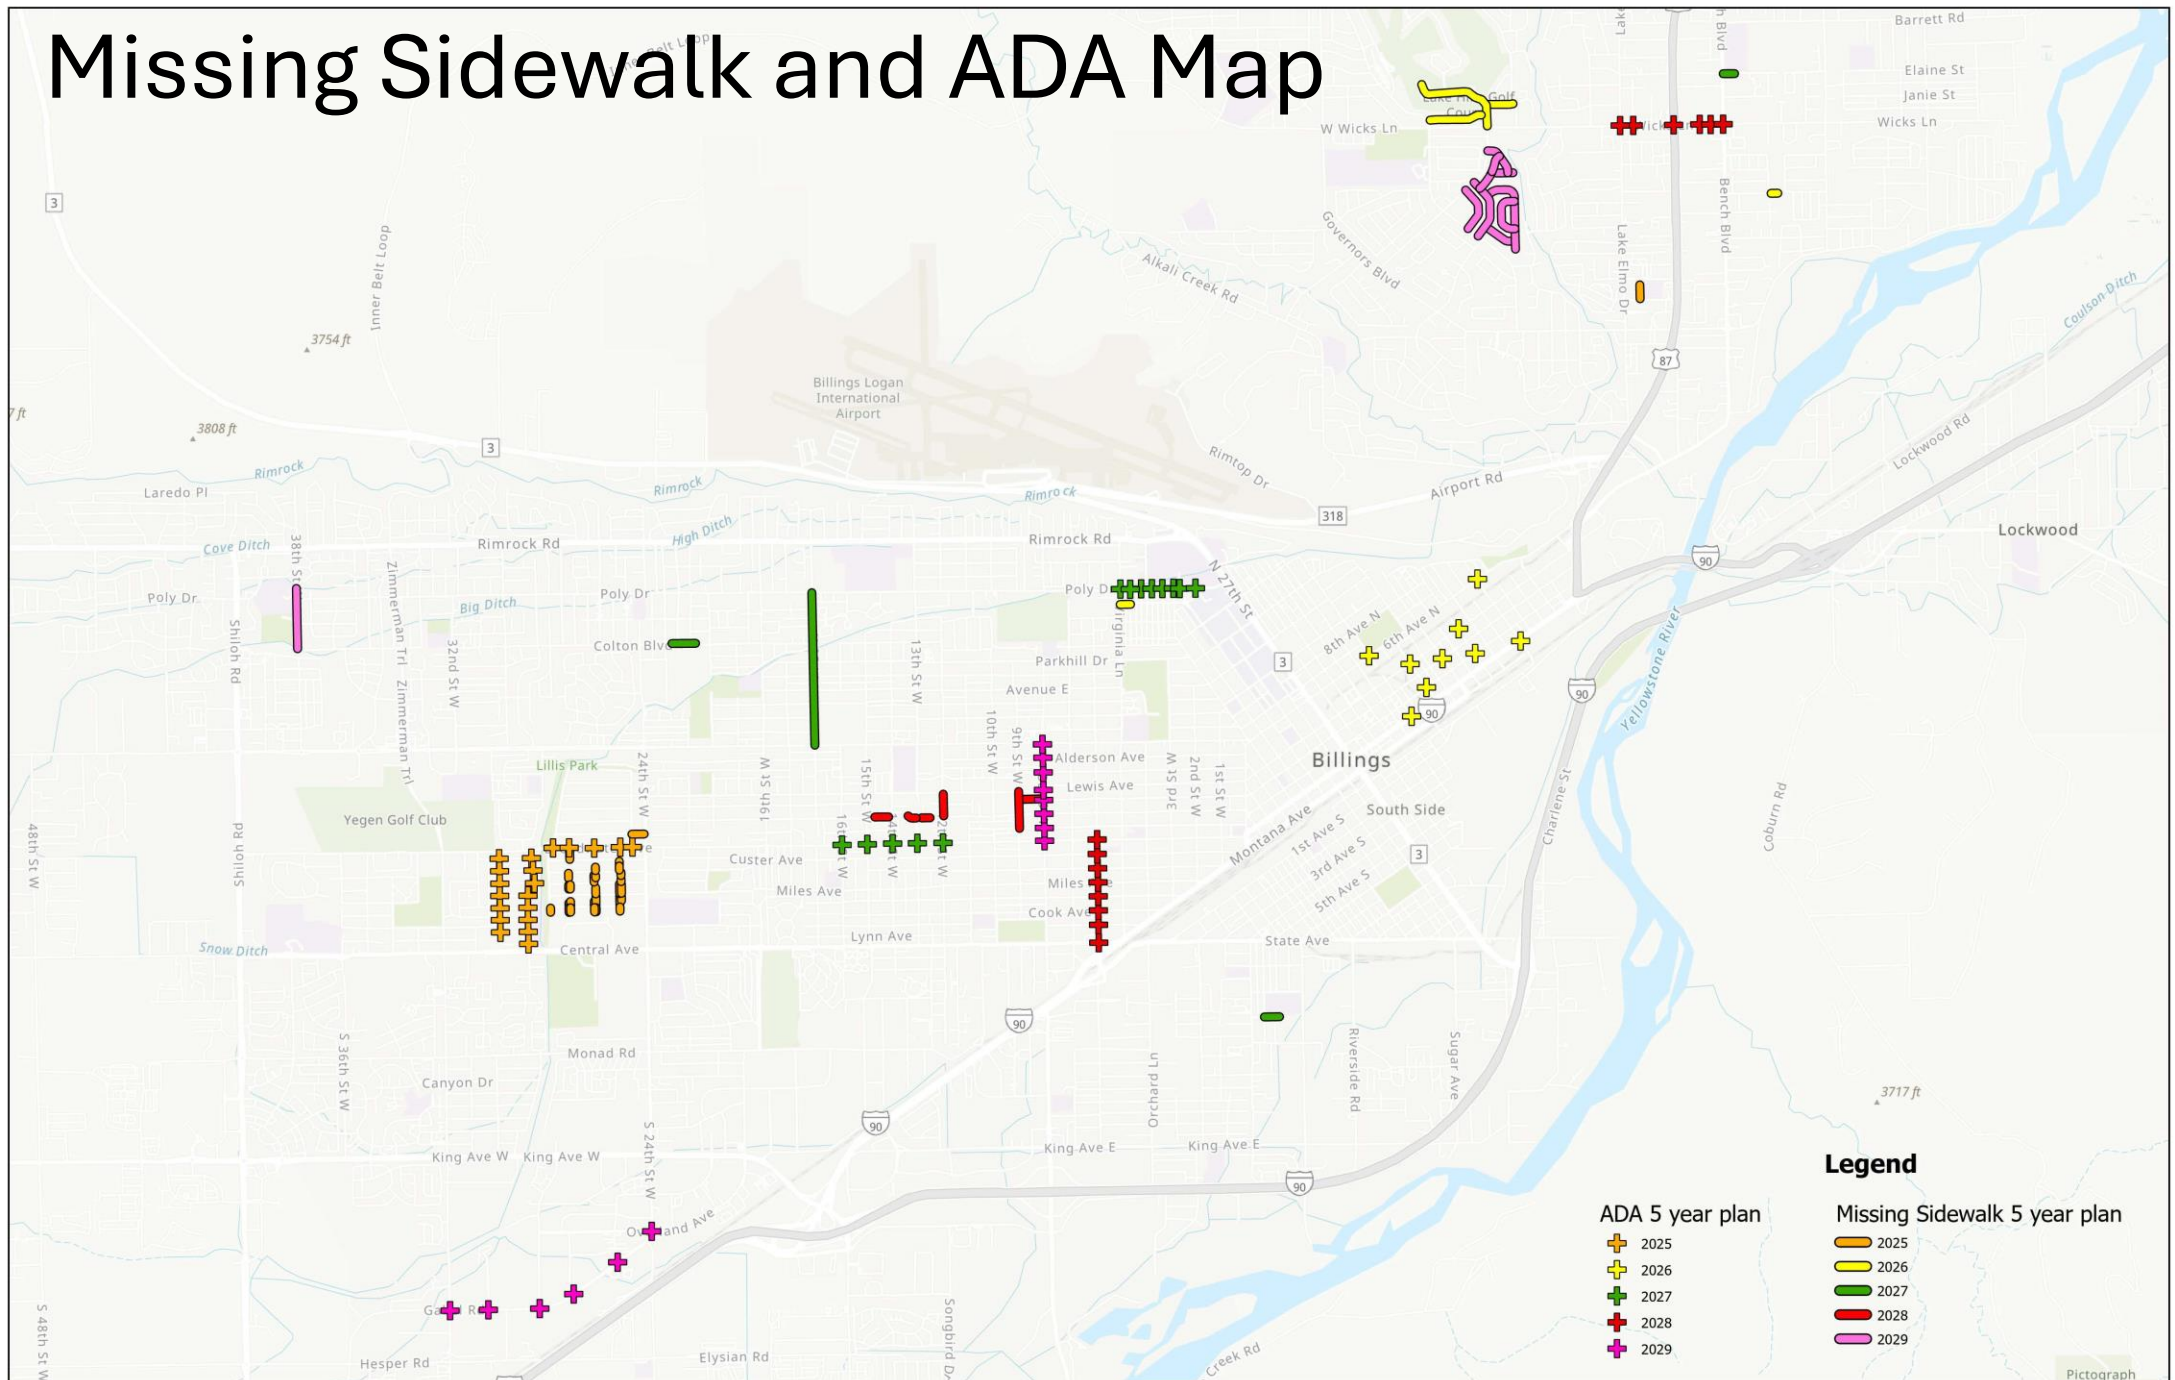 Missing Sidewalk and ADA Map
Barrett Rd
Elaine St
Janie St
Wicks Ln
W Wicks Ln
3
Inner Belt Loop
Governors Blvd
Alkali Creek Rd
Lake Elmo Dr
Bench Blvd
Coulson Ditch
3754 ft
87
Billings Logan
International
Airport
7 ft
3808 ft
3
Rimrock
Rimrock
Rimrock
Laredo Pl
Rimtop Dr
Airport Rd
Lockwood Rd
318
Lockwood
Cove Ditch
High Ditch
Rimrock Rd
Rimrock Rd
90
38th St
Zimmerman Trl
Poly Dr
Big Ditch
Poly Dr
Poly D
N 27th St
8th Ave N
6th Ave N
Shiloh Rd
32nd St W
Colton Blvd
13th St W
Parkhill Dr
3
Avenue E
90
90
Yellowstone River
Zimmerman Trl
10th St W
9th St W
Lillis Park
24th St W
19th St W
15th St W
Alderson Ave
Lewis Ave
3rd St W
2nd St W
1st St W
Billings
South Side
Charlene St
Coburn Rd
Yegen Golf Club
48th St W
Shiloh Rd
Custer Ave
Miles Ave
Montana Ave
1st Ave S
3rd Ave S
5th Ave S
3
Cook Ave
Snow Ditch
Central Ave
Lynn Ave
State Ave
90
S 36th St W
Monad Rd
Canyon Dr
Orchard Ln
Riverside Rd
Sugar Ave
3717 ft
90
King Ave W
King Ave W
S 24th St W
King Ave E
King Ave E
90
S 48th St W
Hesper Rd
Elysian Rd
Creek Rd
Pictograph
Legend
ADA 5 year plan
2025
2026
2027
2028
2029
Missing Sidewalk 5 year plan
2025
2026
2027
2028
2029